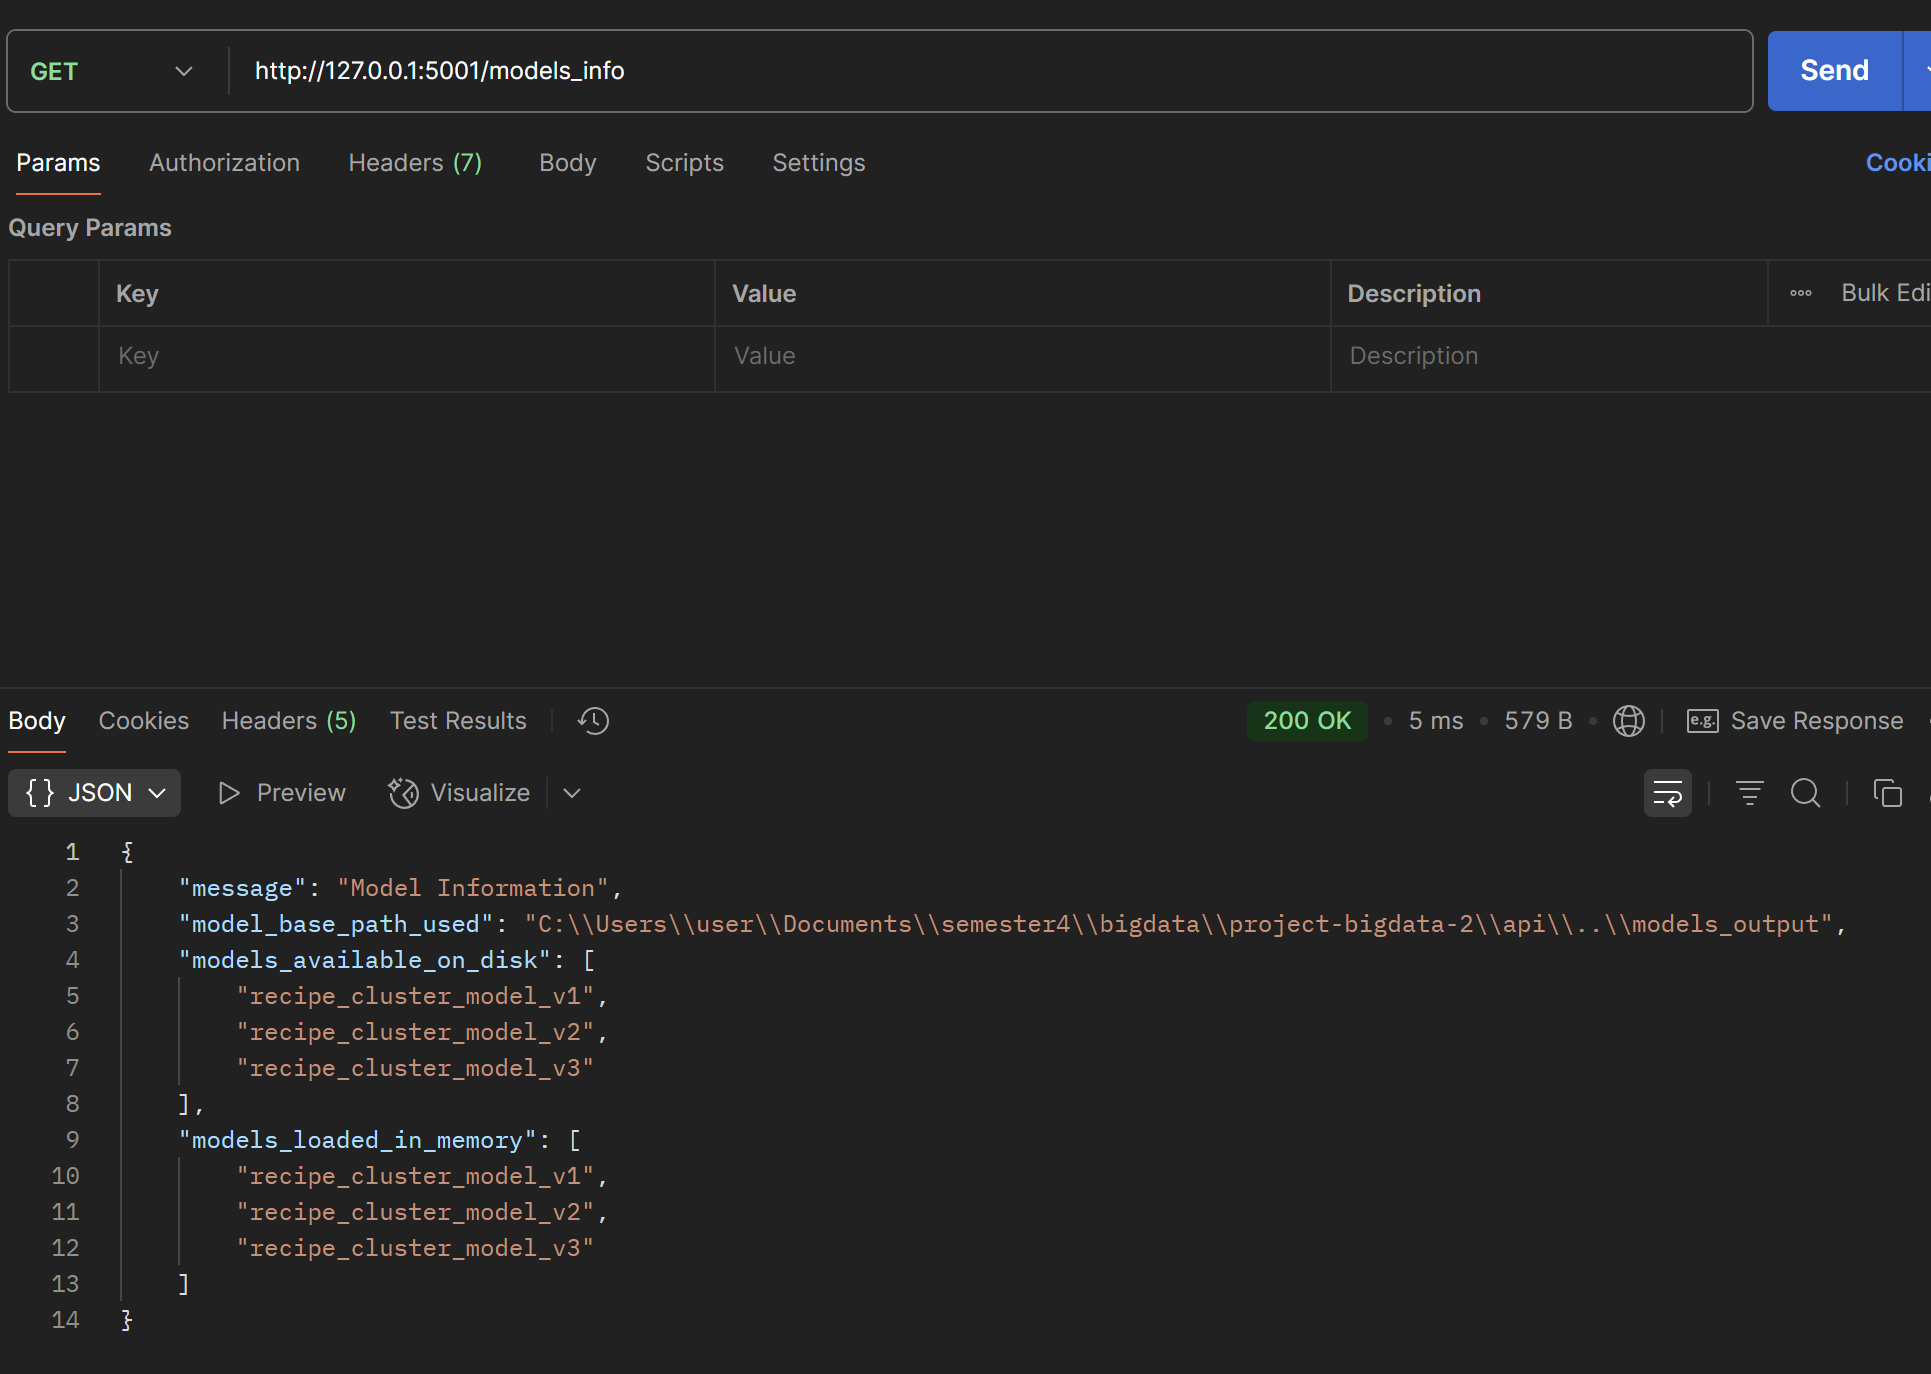 GET http://127.0.0.1:5001/models_info Send
Params Authorization Headers (7) Body Scripts Settings Cooki
Query Params
Key Value Description Bulk Edi
Key Value Description
Body Cookies Headers (5) Test Results 200 OK 5 ms 579 B e.g. Save Response
{} JSON Preview Visualize
1 {
2 "message": "Model Information",
3 "model_base_path_used": "C:\\Users\\user\\Documents\\semester4\\bigdata\\project-bigdata-2\\api\\..\\models_output",
4 "models_available_on_disk": [
5 "recipe_cluster_model_v1",
6 "recipe_cluster_model_v2",
7 "recipe_cluster_model_v3"
8 ],
9 "models_loaded_in_memory": [
10 "recipe_cluster_model_v1",
11 "recipe_cluster_model_v2",
12 "recipe_cluster_model_v3"
13 ]
14 }